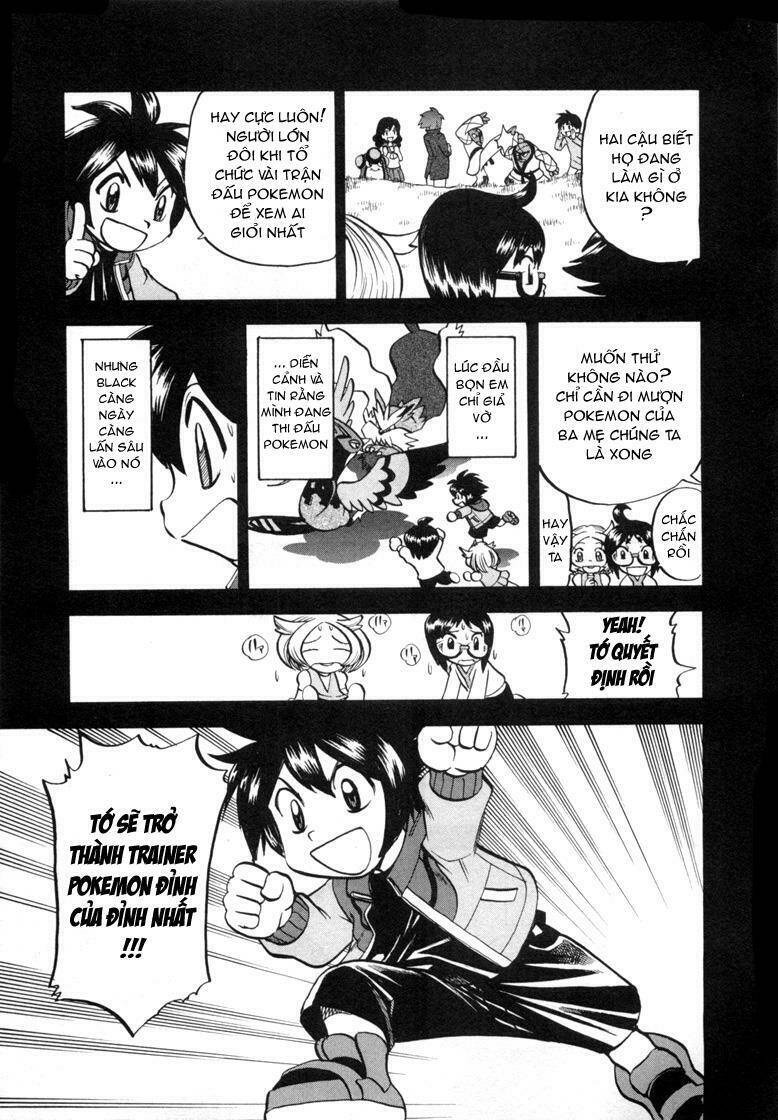 HAI CẬU BIẾT
HỌ ĐANG
LÀM GÌ Ở
KIA KHÔNG
?
HAY CỰC LUÔN!
NGƯỜI LỚN
ĐÔI KHI TỔ
CHỨC VÀI TRẬN
ĐẤU POKEMON
ĐỂ XEM AI
GIỎI NHẤT
MUỐN THỬ
KHÔNG NÀO?
CHỈ CẦN ĐI MƯỢN
POKEMON CỦA
BA MẸ CHÚNG TA
LÀ XONG
CHẮC
CHẮN
RỒI
HAY
VẬY TA
LÚC ĐẦU
BỌN EM
CHỈ GIẢ
VỜ
...
... DIỄN
CẢNH VÀ
TIN RẰNG
MÌNH ĐANG
THI ĐẤU
POKEMON
NHƯNG
BLACK
CÀNG
NGÀY
CÀNG
LẤN SÂU
VÀO NÓ
...
YEAH!
TỚ QUYẾT
ĐỊNH RỒI
TỚ SẼ TRỞ
THÀNH TRAINER
POKEMON ĐỈNH
CỦA ĐỈNH NHẤT
!!!